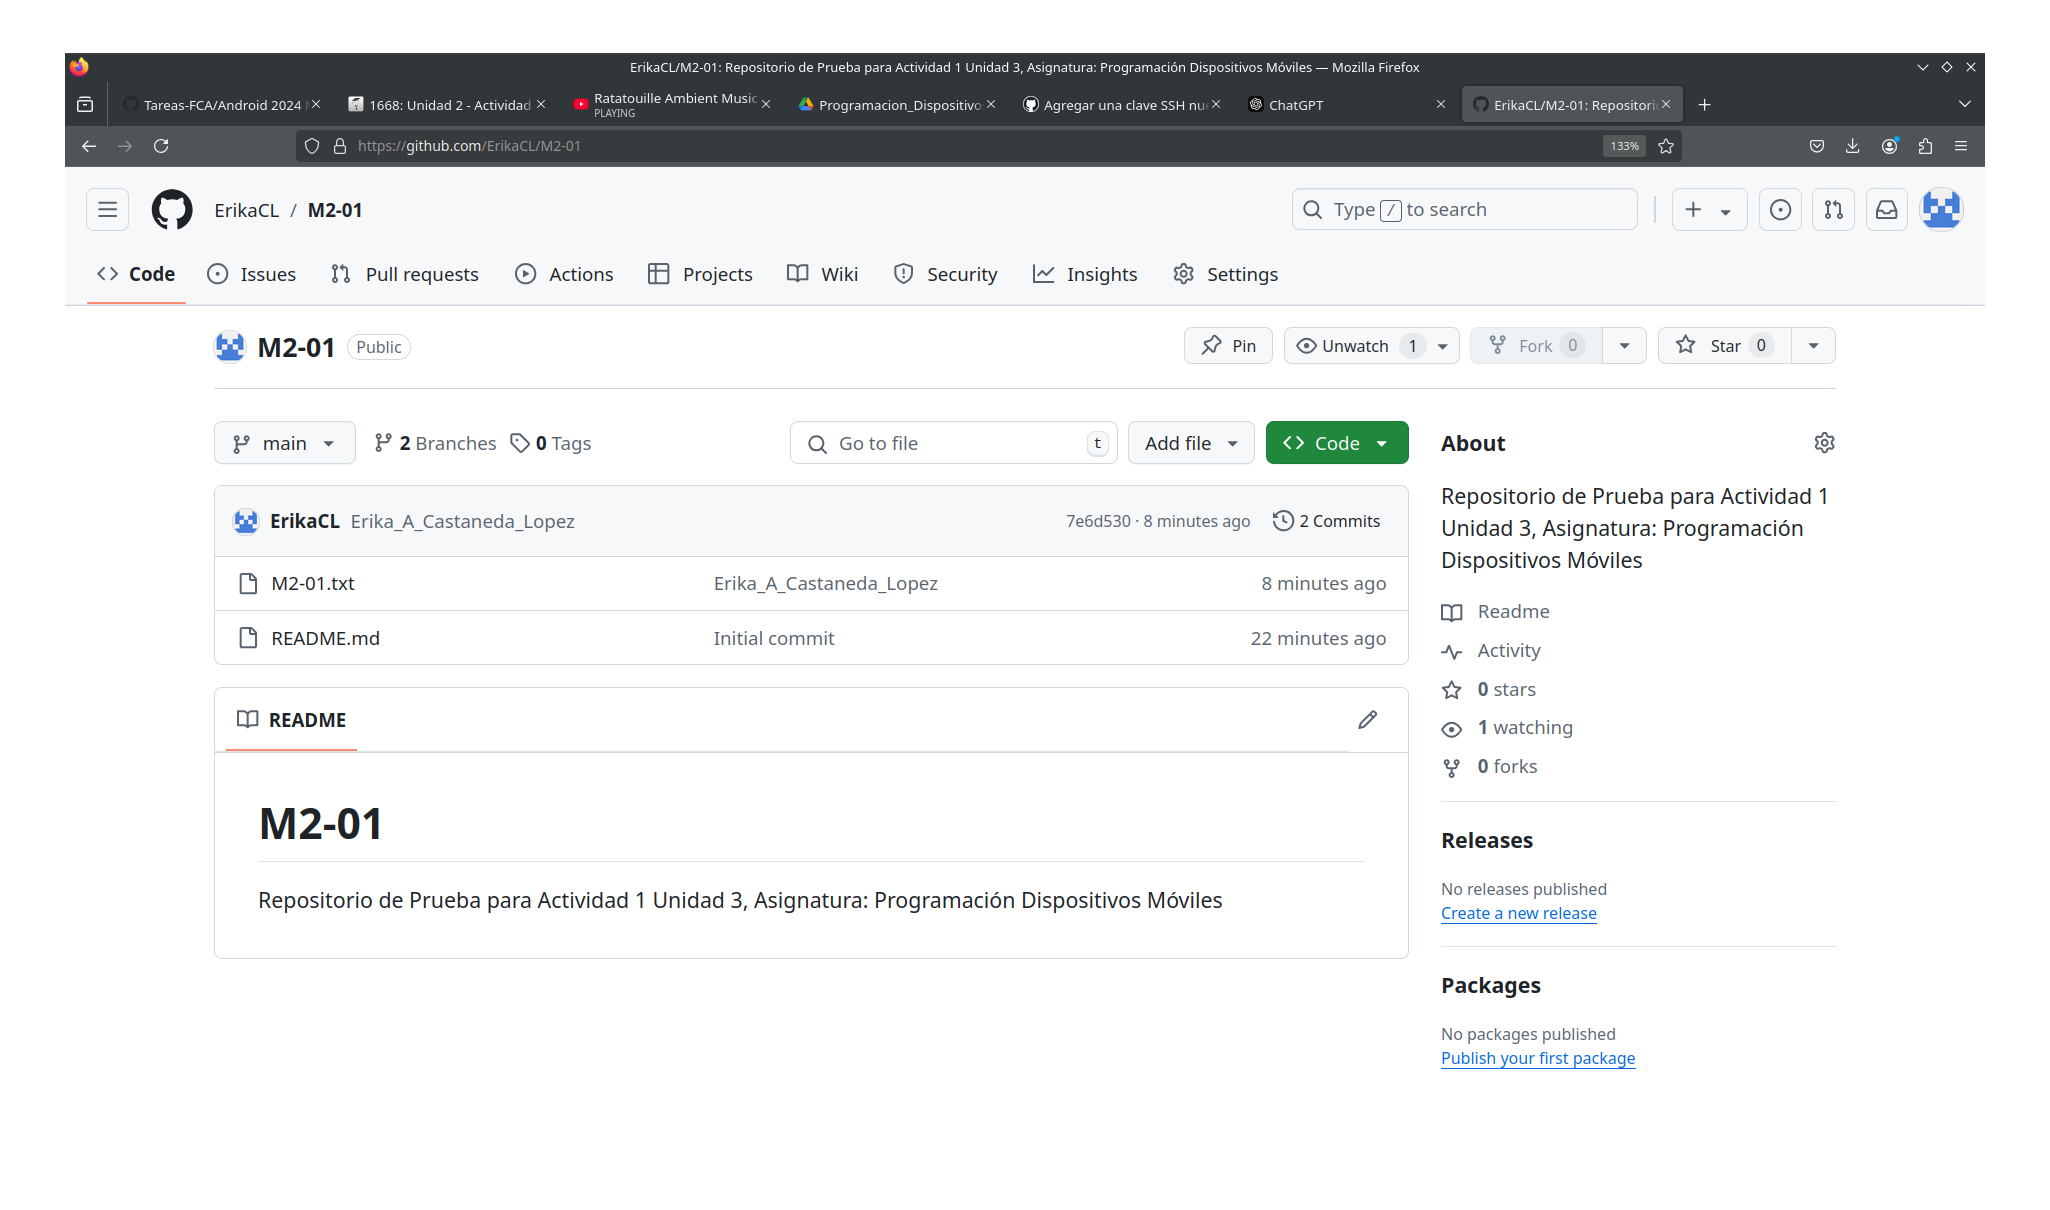 ErikaCL/M2-01: Repositorio de Prueba para Actividad 1 Unidad 3, Asignatura: Programación Dispositivos Móviles — Mozilla Firefox
Tareas-FCA/Android 2024
1668: Unidad 2 - Actividad
Ratatouille Ambient Music
PLAYING
Programacion_Dispositivo
Agregar una clave SSH nu
ChatGPT
ErikaCL/M2-01: Repositori
https://github.com/ErikaCL/M2-01
133%
ErikaCL / M2-01
Type / to search
Code
Issues
Pull requests
Actions
Projects
Wiki
Security
Insights
Settings
M2-01 Public
Pin
Unwatch 1
Fork 0
Star 0
main
2 Branches
0 Tags
Go to file t
Add file
Code
ErikaCL Erika_A_Castaneda_Lopez 7e6d530 · 8 minutes ago 2 Commits
M2-01.txt Erika_A_Castaneda_Lopez 8 minutes ago
README.md Initial commit 22 minutes ago
README
M2-01
Repositorio de Prueba para Actividad 1 Unidad 3, Asignatura: Programación Dispositivos Móviles
About
Repositorio de Prueba para Actividad 1
Unidad 3, Asignatura: Programación
Dispositivos Móviles
Readme
Activity
0 stars
1 watching
0 forks
Releases
No releases published
Create a new release
Packages
No packages published
Publish your first package